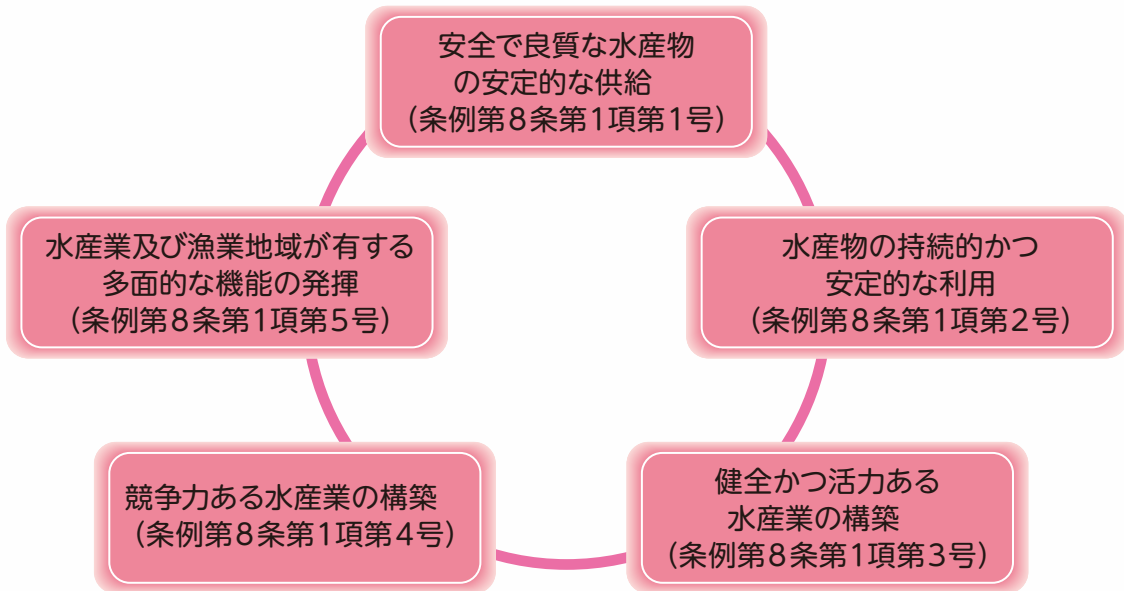 安全で良質な水産物
の安定的な供給
（条例第8条第1項第1号）
水産物の持続的かつ
安定的な利用
（条例第8条第1項第2号）
健全かつ活力ある
水産業の構築
（条例第8条第1項第3号）
競争力ある水産業の構築
（条例第8条第1項第4号）
水産業及び漁業地域が有する
多面的な機能の発揮
（条例第8条第1項第5号）